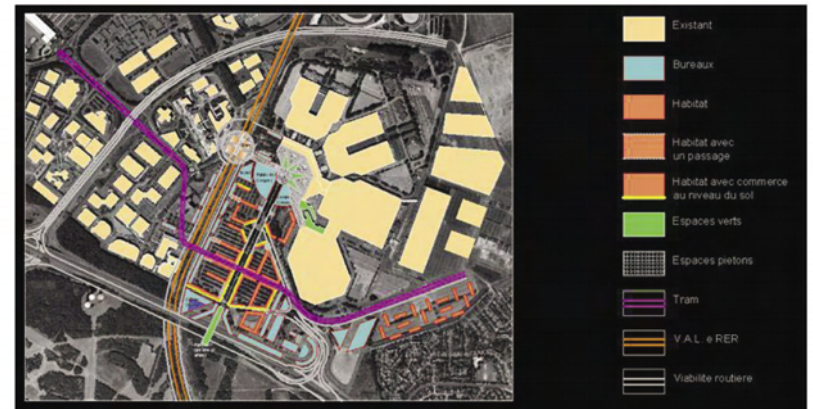 Existant
Bureaux
Habitat
Habitat avec
un passage
Habitat avec commerce
au niveau du sol
Espaces verts
Espaces pietons
Tram
V.A.L. e RER
Viabilite routiere